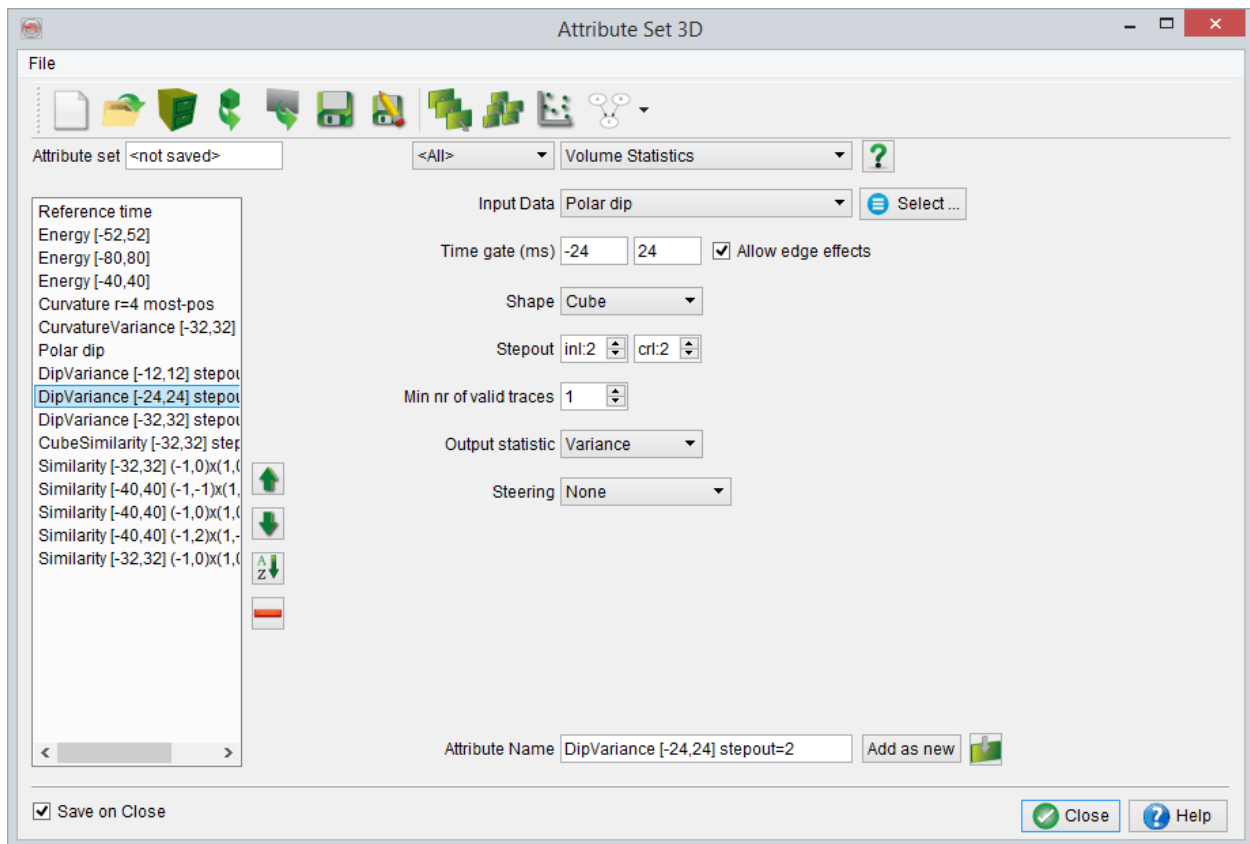 Attribute Set 3D
File
Attribute set <not saved> <All> Volume Statistics ?
Input Data Polar dip Select ...
Time gate (ms) -24 24 Allow edge effects
Shape Cube
Stepout inl:2 crl:2
Min nr of valid traces 1
Output statistic Variance
Steering None
Reference time
Energy [-52,52]
Energy [-80,80]
Energy [-40,40]
Curvature r=4 most-pos
CurvatureVariance [-32,32]
Polar dip
DipVariance [-12,12] stepou
DipVariance [-24,24] stepou
DipVariance [-32,32] stepou
CubeSimilarity [-32,32] step
Similarity [-32,32] (-1,0)x(1,0
Similarity [-40,40] (-1,-1)x(1,
Similarity [-40,40] (-1,0)x(1,0
Similarity [-40,40] (-1,2)x(1,-
Similarity [-32,32] (-1,0)x(1,0
A
Z
Attribute Name DipVariance [-24,24] stepout=2 Add as new
Save on Close Close ? Help